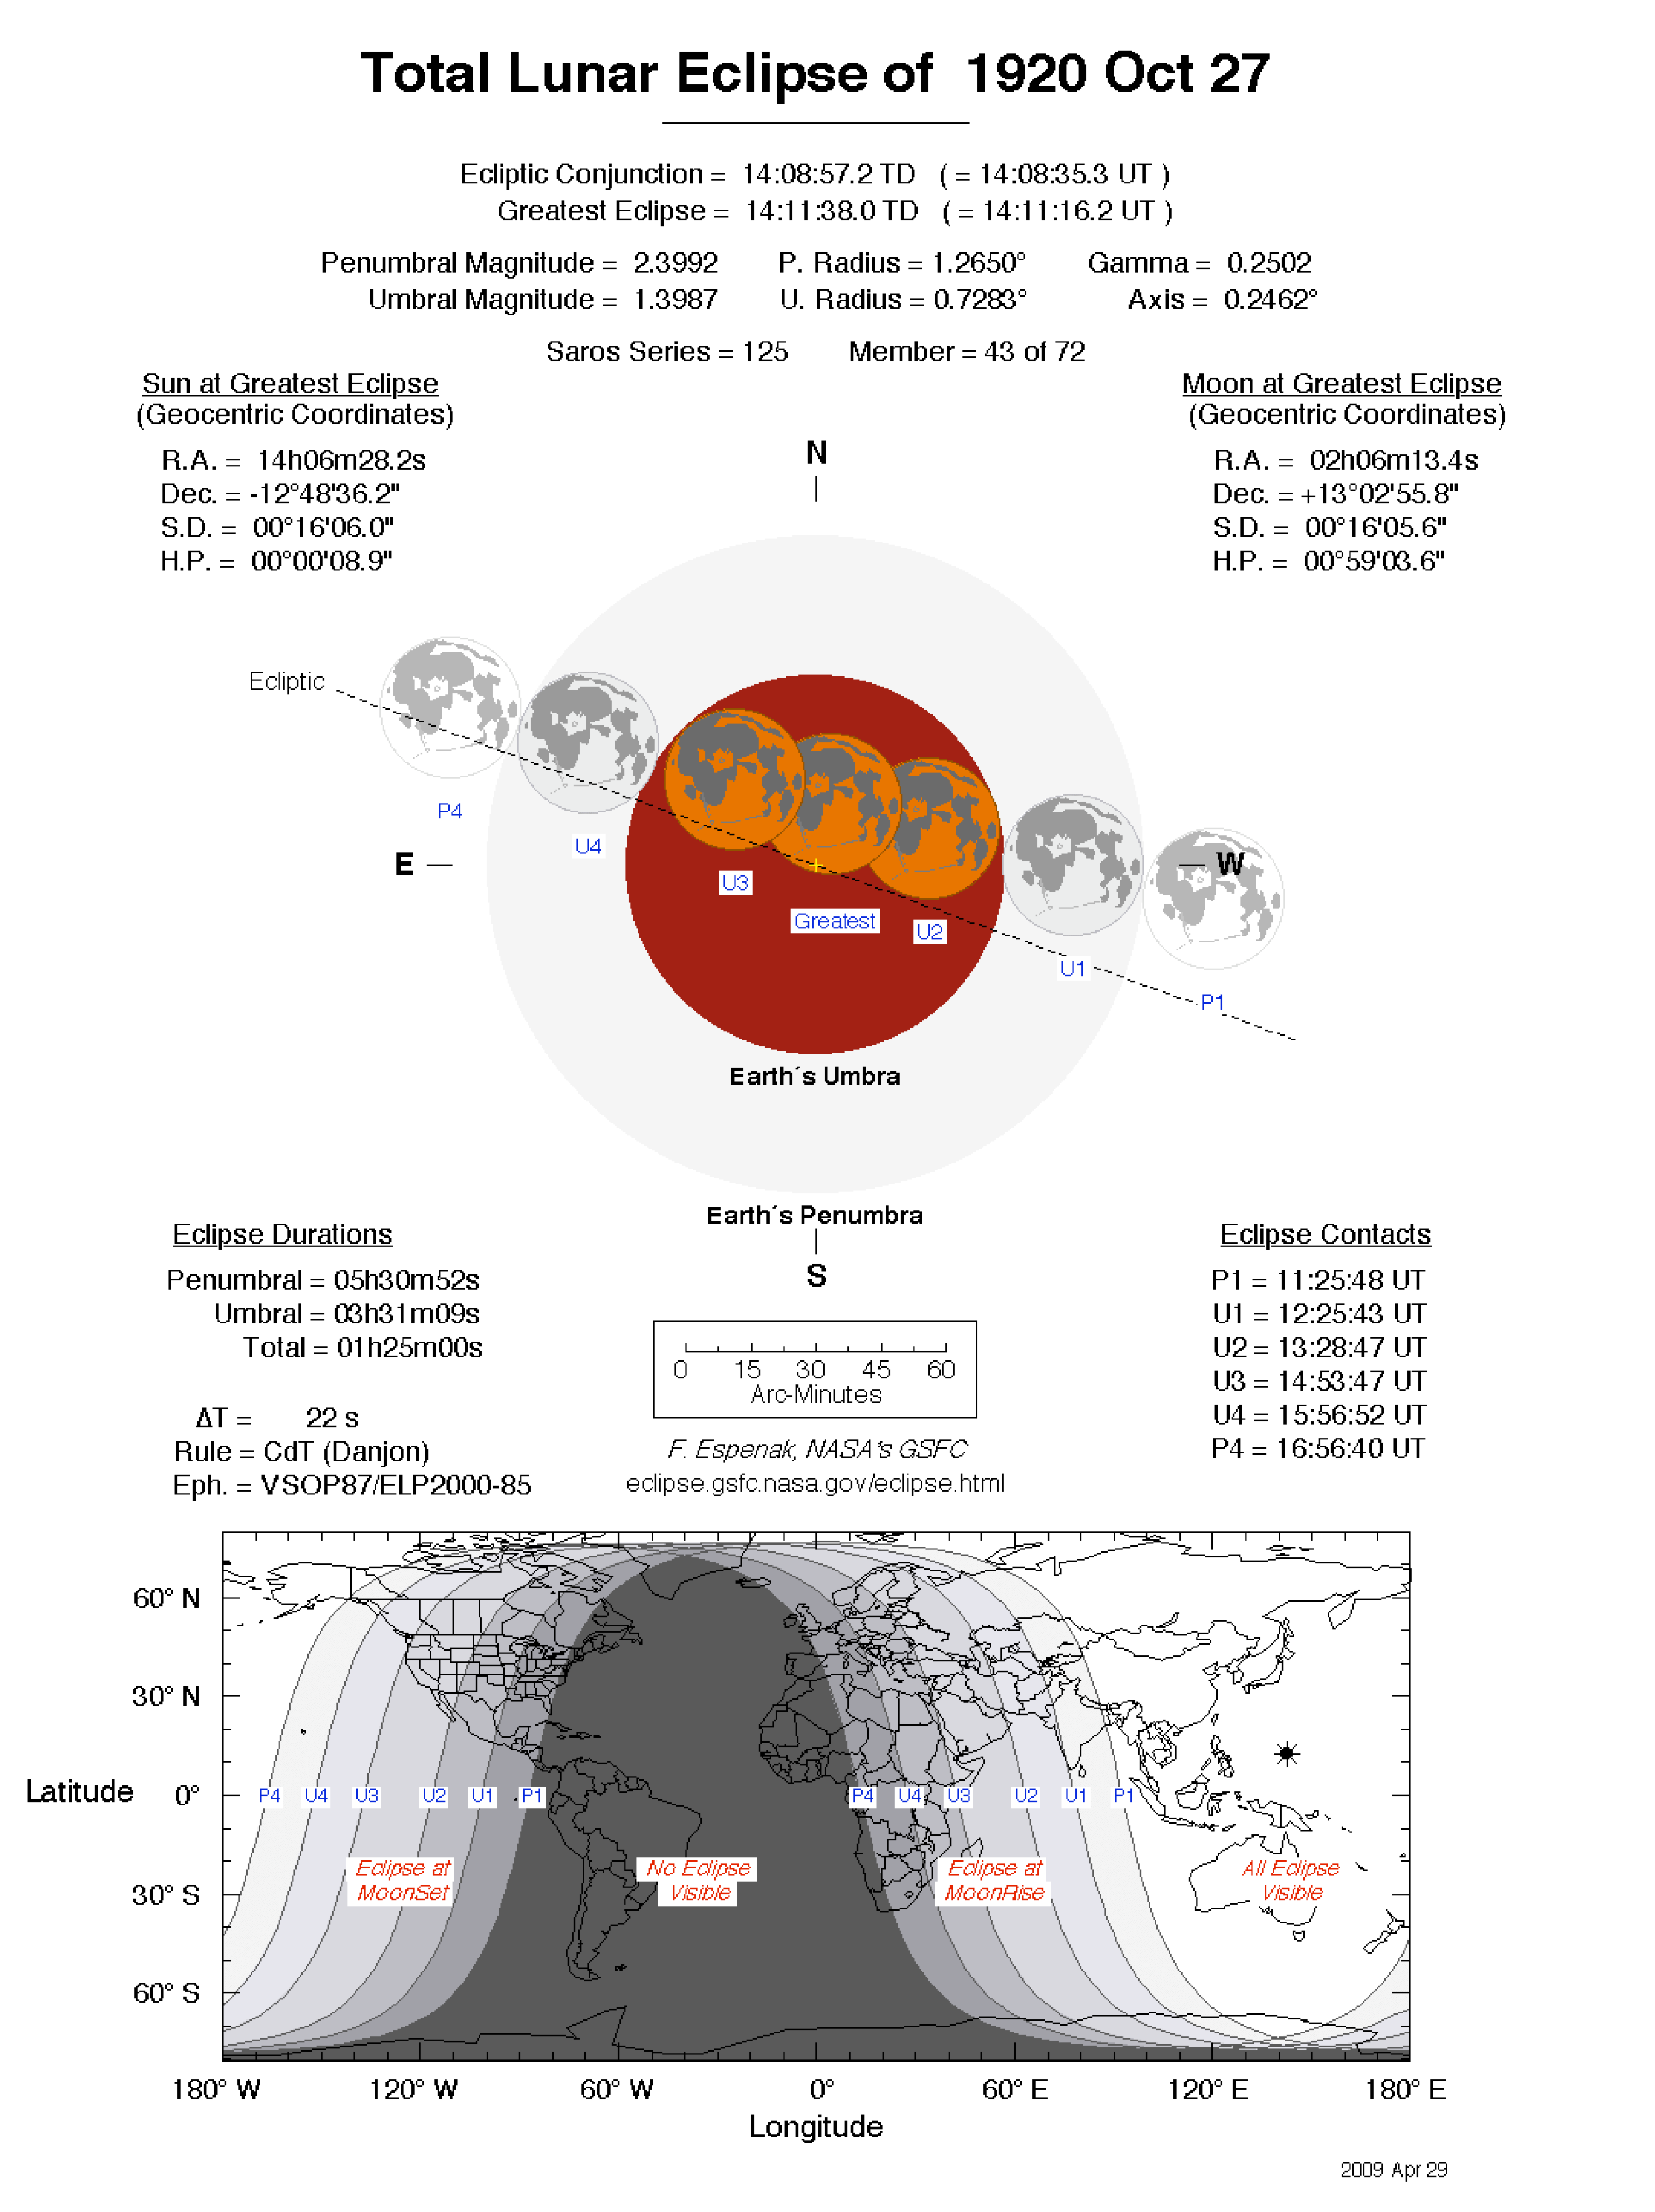 Total Lunar Eclipse of 1920 Oct 27
Ecliptic Conjunction = 14:08:57.2 TD ( = 14:08:35.3 UT )
Greatest Eclipse = 14:11:38.0 TD ( = 14:11:16.2 UT )
Penumbral Magnitude = 2.3992 P. Radius = 1.2650° Gamma = 0.2502
Umbral Magnitude = 1.3987 U. Radius = 0.7283° Axis = 0.2462°
Saros Series = 125 Member = 43 of 72
Sun at Greatest Eclipse
(Geocentric Coordinates)
R.A. = 14h06m28.2s
Dec. = -12°48'36.2"
S.D. = 00°16'06.0"
H.P. = 00°00'08.9"
Moon at Greatest Eclipse
(Geocentric Coordinates)
R.A. = 02h06m13.4s
Dec. = +13°02'55.8"
S.D. = 00°16'05.6"
H.P. = 00°59'03.6"
N
Ecliptic
P4
U4
E
W
U3
Greatest
U2
U1
P1
Earth´s Umbra
Earth´s Penumbra
S
Eclipse Durations
Penumbral = 05h30m52s
Umbral = 03h31m09s
Total = 01h25m00s
ΔT = 22 s
Rule = CdT (Danjon)
Eph. = VSOP87/ELP2000-85
0 15 30 45 60
Arc-Minutes
F. Espenak, NASA's GSFC
eclipse.gsfc.nasa.gov/eclipse.html
Eclipse Contacts
P1 = 11:25:48 UT
U1 = 12:25:43 UT
U2 = 13:28:47 UT
U3 = 14:53:47 UT
U4 = 15:56:52 UT
P4 = 16:56:40 UT
60° N
30° N
Latitude 0°
30° S
60° S
P4 U4 U3 U2 U1 P1 P4 U4 U3 U2 U1 P1
Eclipse at
MoonSet
No Eclipse
Visible
Eclipse at
MoonRise
All Eclipse
Visible
180° W 120° W 60° W 0° 60° E 120° E 180° E
Longitude
2009 Apr 29